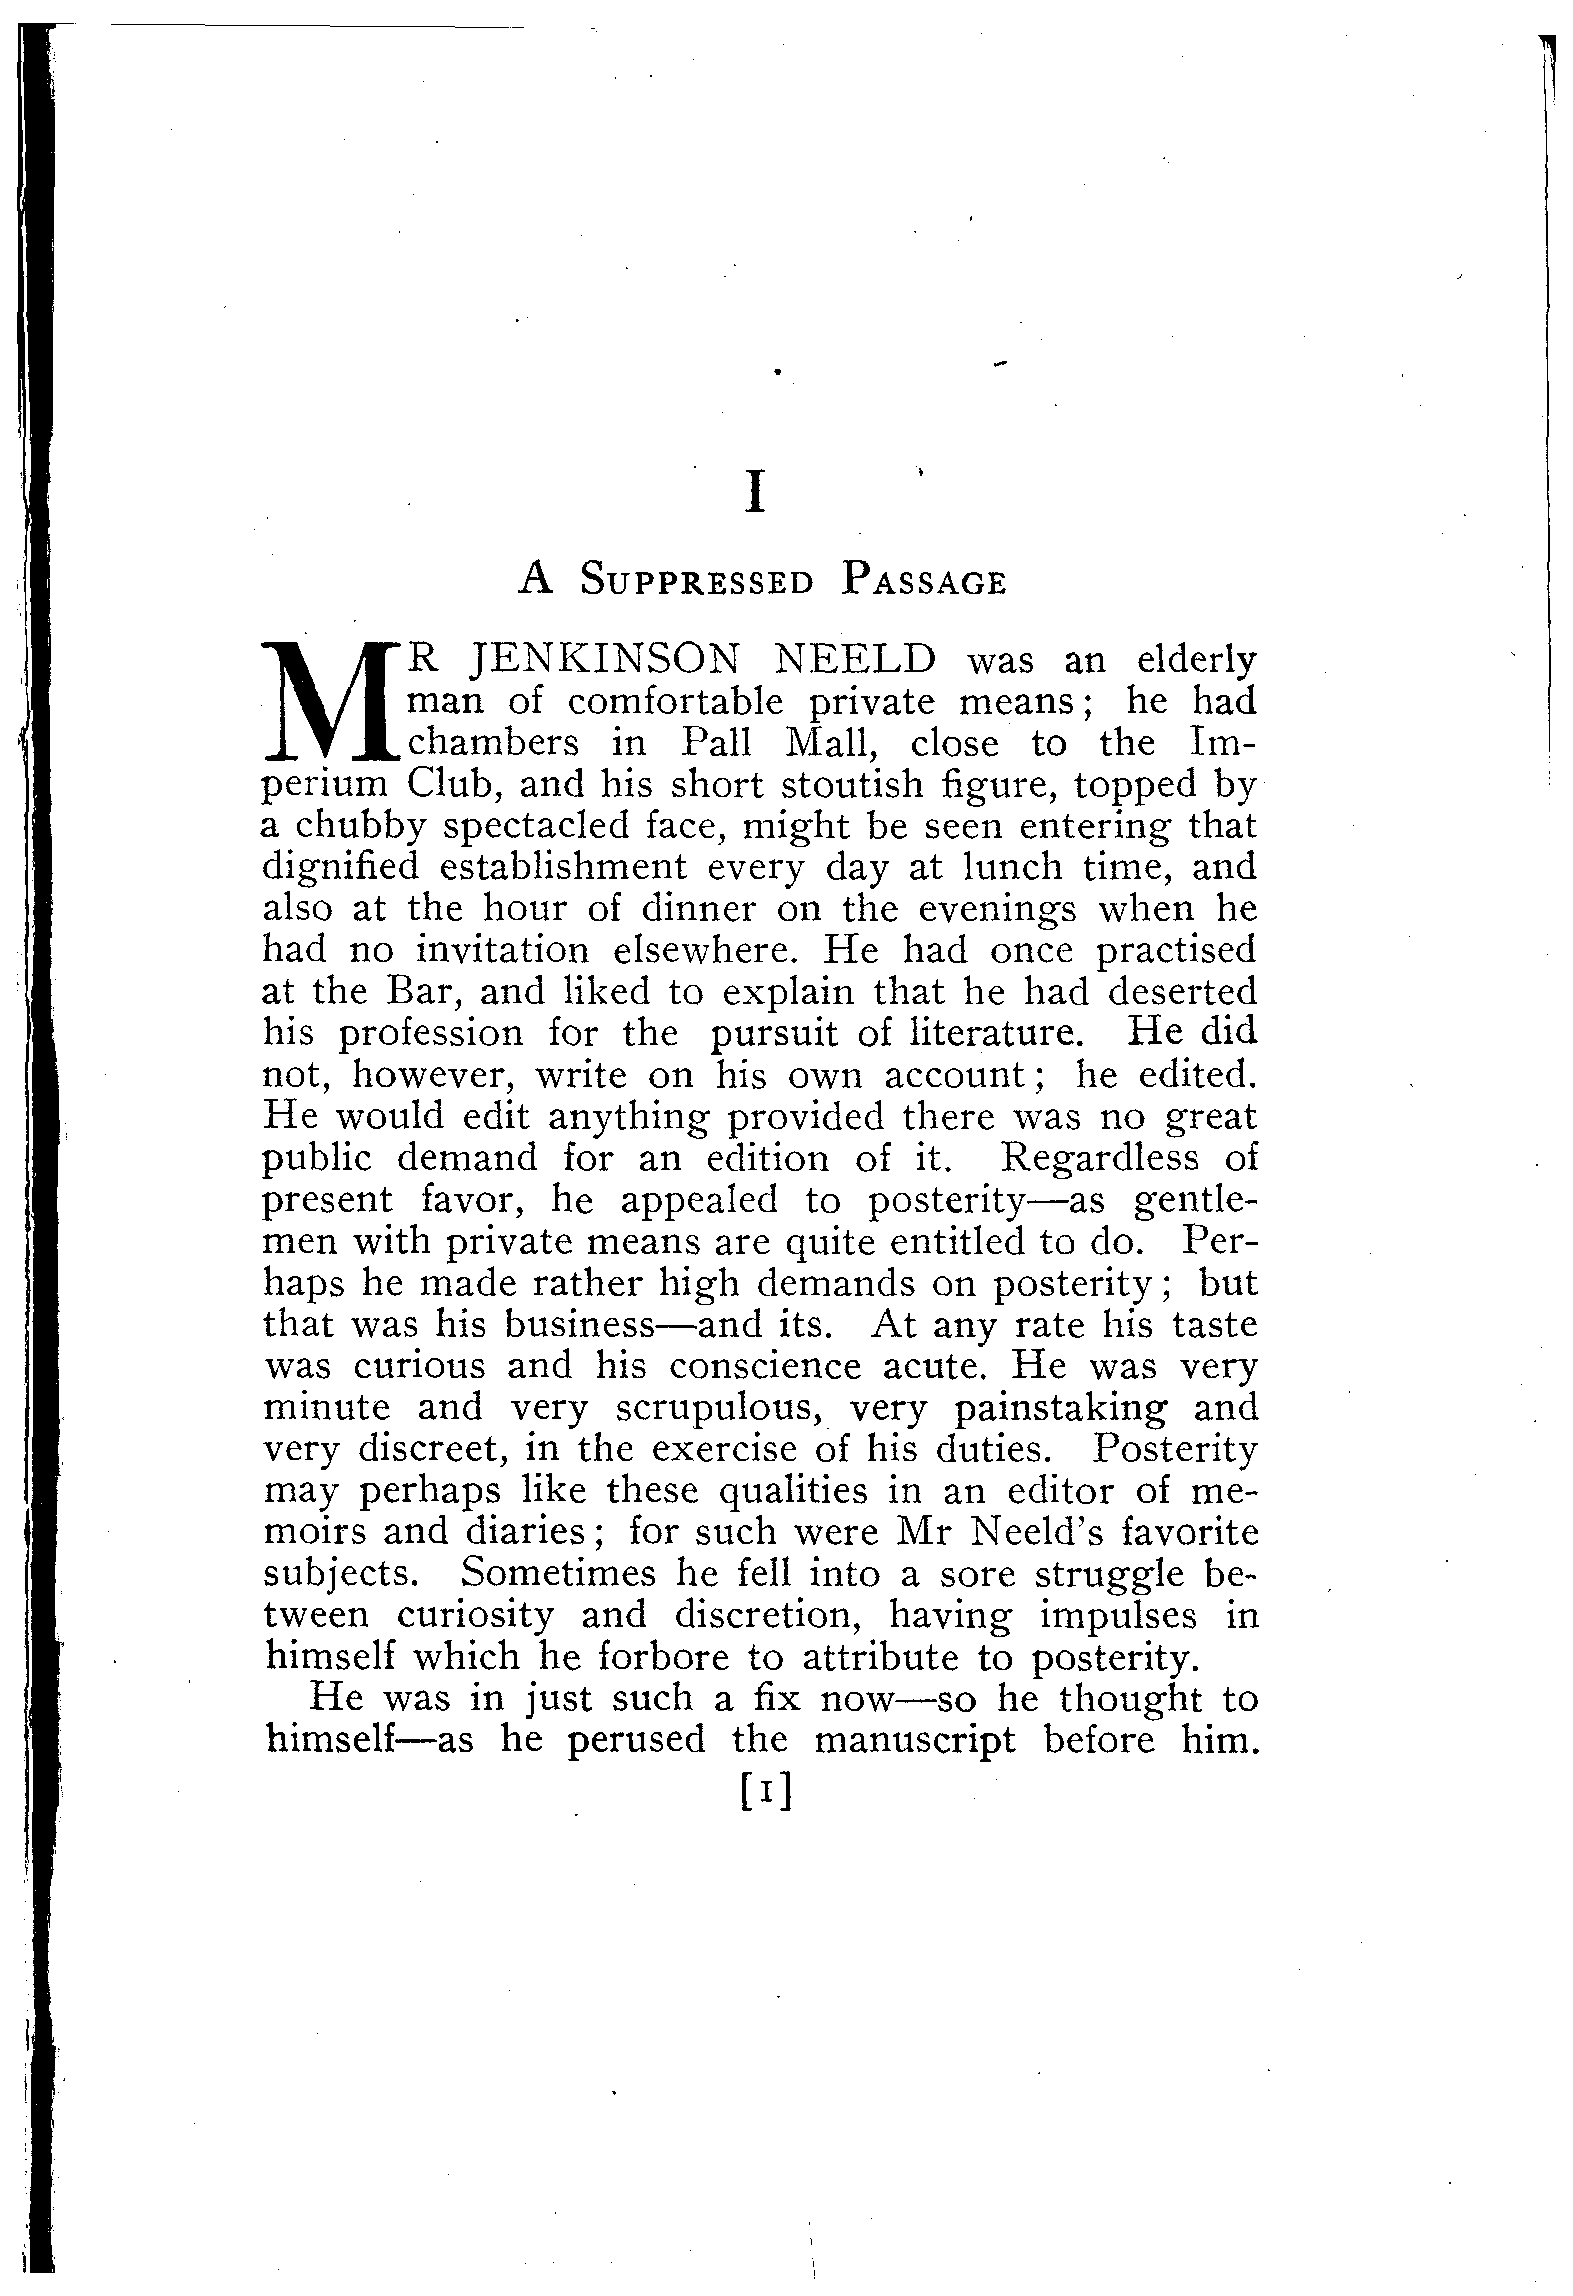 I
A SUPPRESSED PASSAGE
MR JENKINSON NEELD was an elderly
man of comfortable private means; he had
chambers in Pall Mall, close to the Im-
perium Club, and his short stoutish figure, topped by
a chubby spectacled face, might be seen entering that
dignified establishment every day at lunch time, and
also at the hour of dinner on the evenings when he
had no invitation elsewhere. He had once practised
at the Bar, and liked to explain that he had deserted
his profession for the pursuit of literature. He did
not, however, write on his own account; he edited.
He would edit anything provided there was no great
public demand for an edition of it. Regardless of
present favor, he appealed to posterity—as gentle-
men with private means are quite entitled to do. Per-
haps he made rather high demands on posterity; but
that was his business—and its. At any rate his taste
was curious and his conscience acute. He was very
minute and very scrupulous, very painstaking and
very discreet, in the exercise of his duties. Posterity
may perhaps like these qualities in an editor of me-
moirs and diaries; for such were Mr Neeld's favorite
subjects. Sometimes he fell into a sore struggle be-
tween curiosity and discretion, having impulses in
himself which he forbore to attribute to posterity.
He was in just such a fix now—so he thought to
himself—as he perused the manuscript before him.
[1]